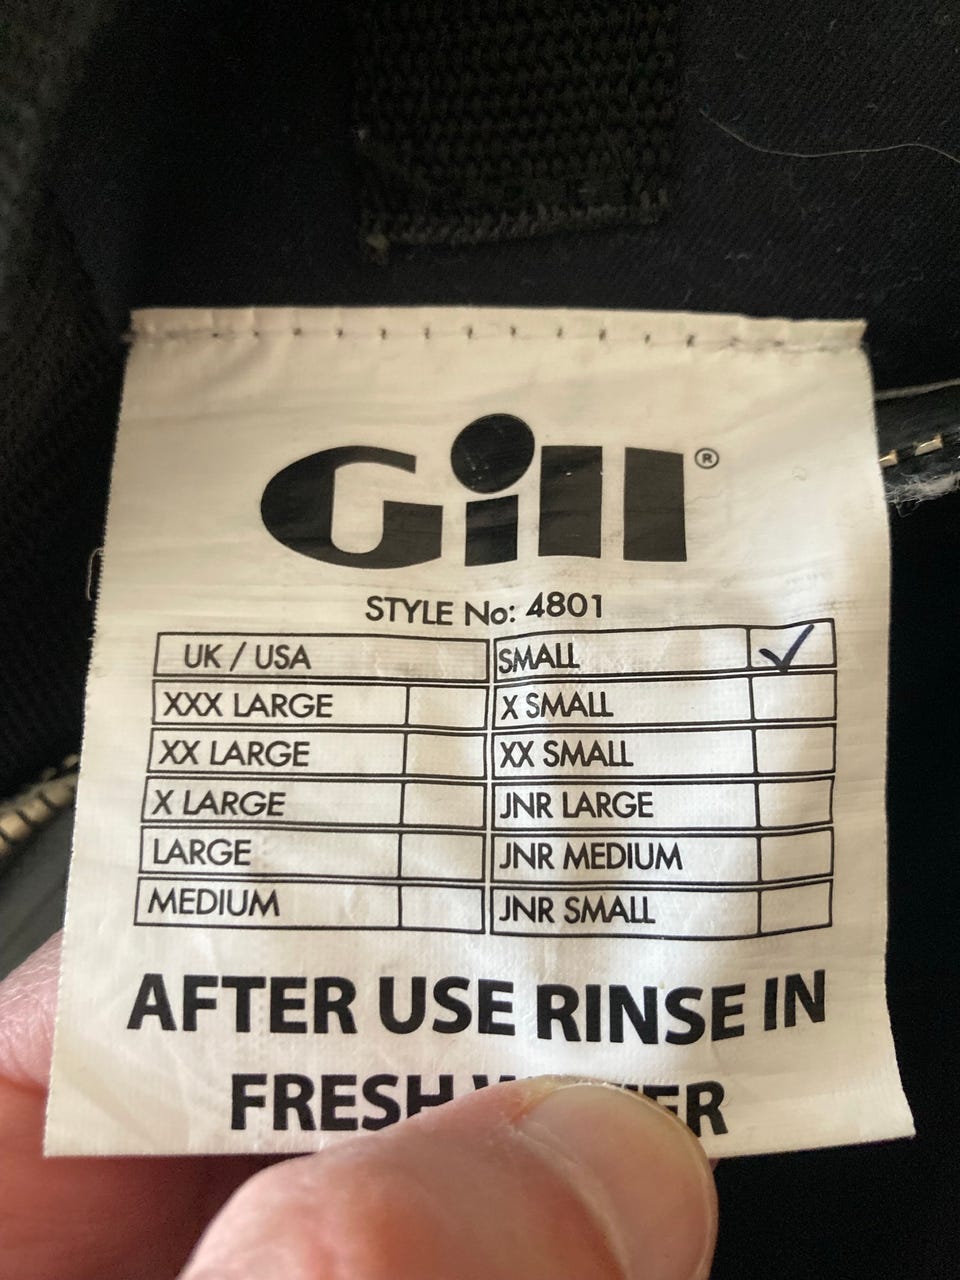 Gill®
STYLE No: 4801
UK / USA
SMALL ✓
XXX LARGE
X SMALL
XX LARGE
XX SMALL
X LARGE
JNR LARGE
LARGE
JNR MEDIUM
MEDIUM
JNR SMALL
AFTER USE RINSE IN
FRESH